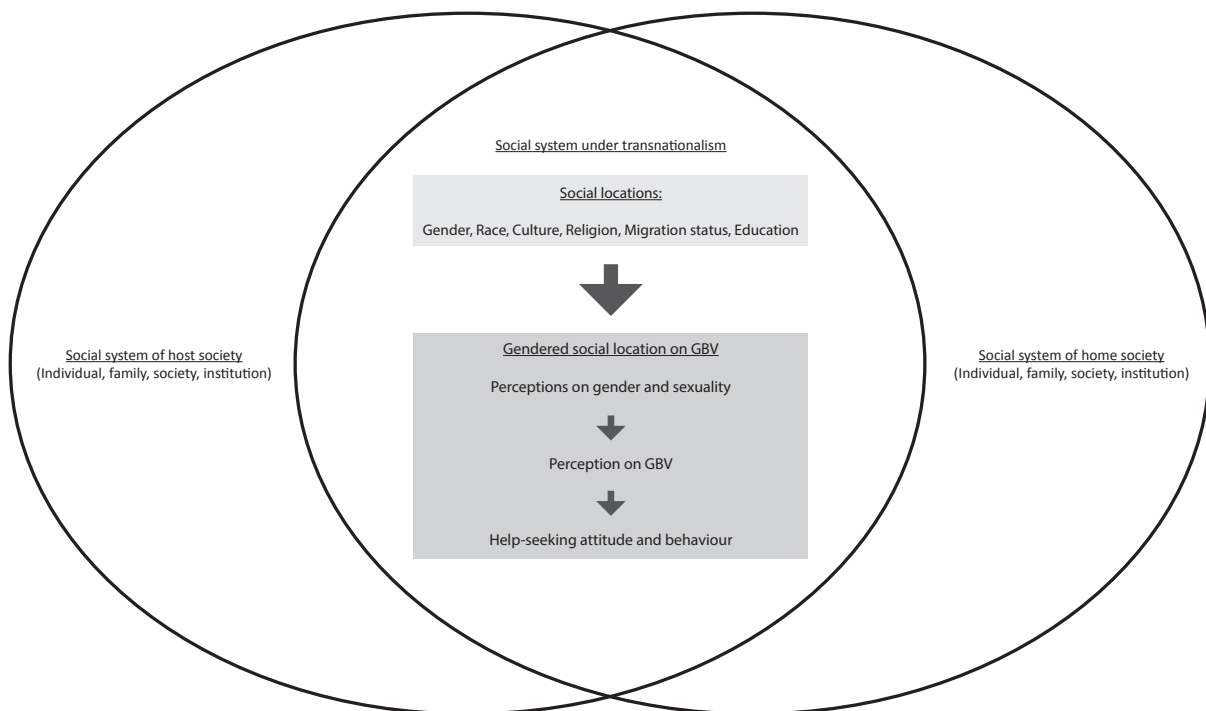 Social system under transnationalism
Social locations:
Gender, Race, Culture, Religion, Migration status, Education
Social system of host society
(Individual, family, society, institution)
Gendered social location on GBV
Perceptions on gender and sexuality
Perception on GBV
Help-seeking attitude and behaviour
Social system of home society
(Individual, family, society, institution)